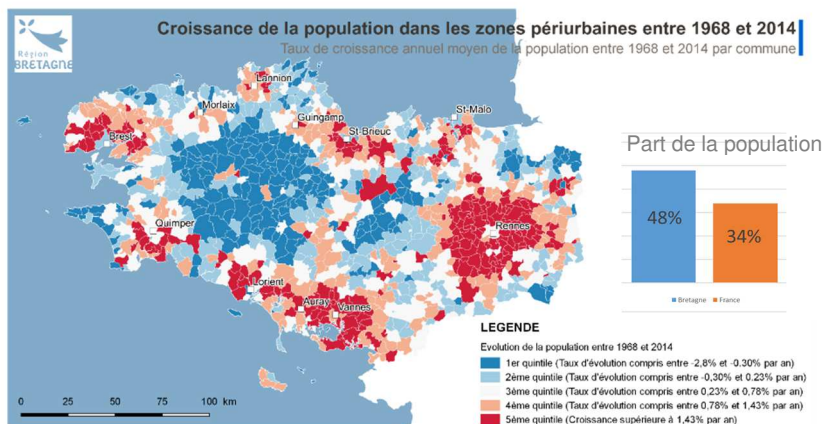 Croissance de la population dans les zones périurbaines entre 1968 et 2014
Taux de croissance annuel moyen de la population entre 1968 et 2014 par commune
Région
BRETAGNE
Lannion
Morlaix
Guingamp
St-Malo
St-Brieuc
Brest
Quimper
Rennes
Lorient
Auray
Vannes
Part de la population
48%
34%
Bretagne
France
LEGENDE
Evolution de la population entre 1968 et 2014
1er quintile (Taux d'évolution compris entre -2,8% et -0.30% par an)
2ème quintile (Taux d'évolution compris entre -0,30% et 0.23% par an)
3ème quintile (Taux d'évolution compris entre 0,23% et 0,78% par an)
4ème quintile (Taux d'évolution compris entre 0,78% et 1,43% par an)
5ème quintile (Croissance supérieure à 1,43% par an)
0 25 50 75 100 km